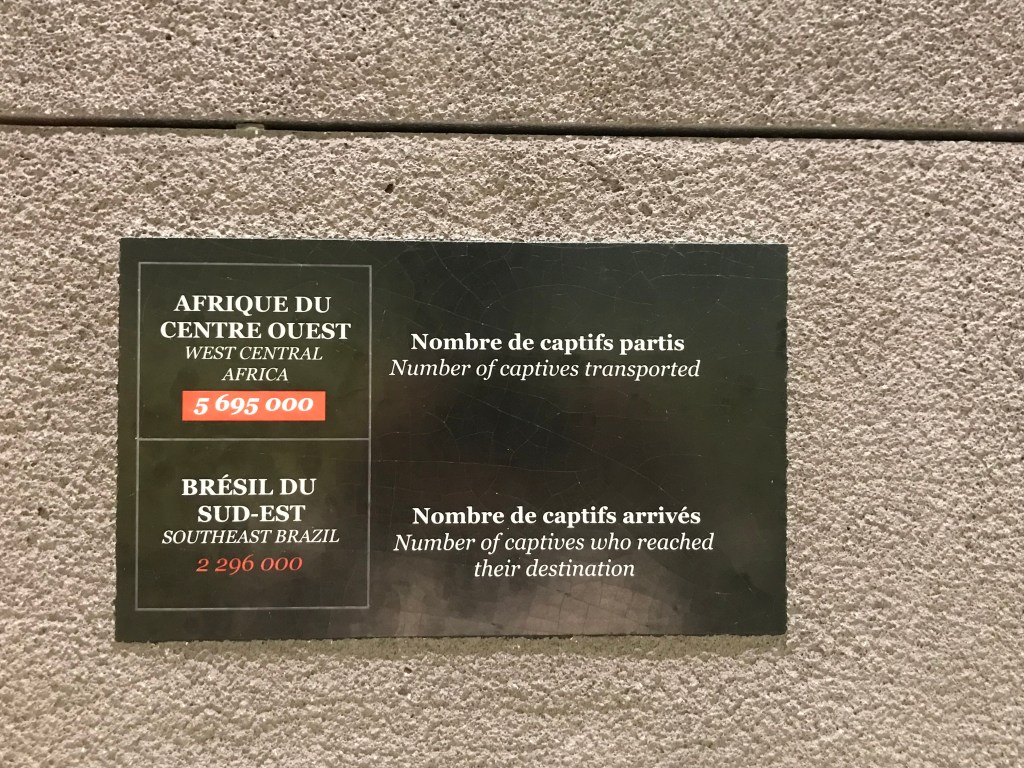 AFRIQUE DU
CENTRE OUEST
WEST CENTRAL
AFRICA
5 695 000
Nombre de captifs partis
Number of captives transported
BRÉSIL DU
SUD-EST
SOUTHEAST BRAZIL
2 296 000
Nombre de captifs arrivés
Number of captives who reached
their destination